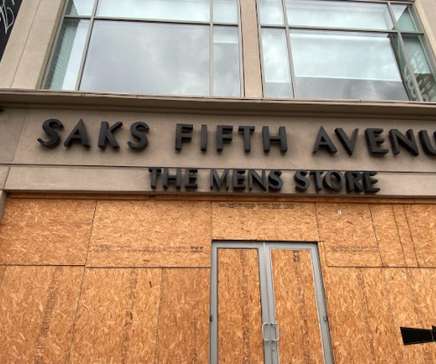 SAKS FIFTH AVENU
THE MENS STORE